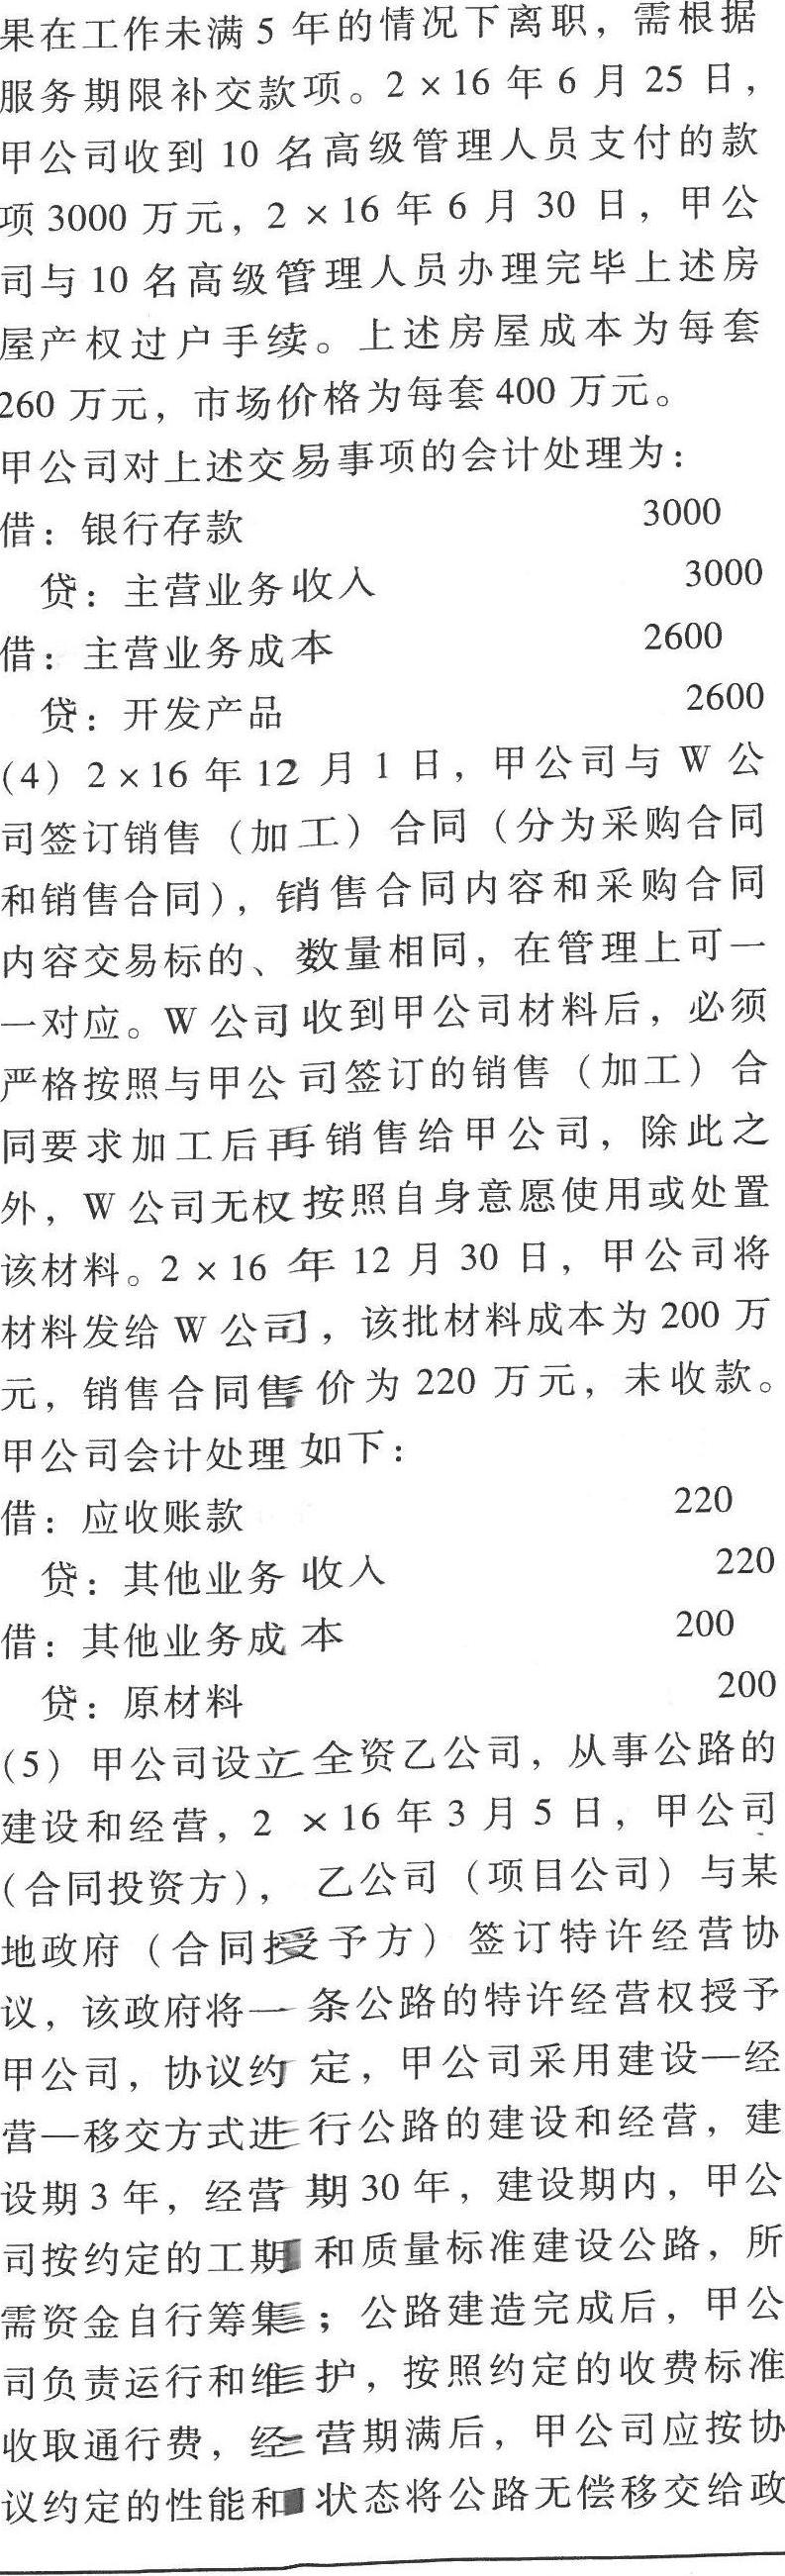 果在工作未满5年的情况下离职，需根据
服务期限补交款项。2×16年6月25日，
甲公司收到10名高级管理人员支付的款
项3000万元，2×16年6月30日，甲公
司与10名高级管理人员办理完毕上述房
屋产权过户手续。上述房屋成本为每套
260万元，市场价格为每套400万元。
甲公司对上述交易事项的会计处理为：
借：银行存款 3000
贷：主营业务收入 3000
借：主营业务成本 2600
贷：开发产品 2600
(4) 2×16年12月1日，甲公司与W公
司签订销售（加工）合同（分为采购合同
和销售合同），销售合同内容和采购合同
内容交易标的、数量相同，在管理上可一
一对应。W公司收到甲公司材料后，必须
严格按照与甲公司签订的销售（加工）合
同要求加工后再销售给甲公司，除此之
外，W公司无权按照自身意愿使用或处置
该材料。2×16年12月30日，甲公司将
材料发给W公司，该批材料成本为200万
元，销售合同售价为220万元，未收款。
甲公司会计处理如下：
借：应收账款 220
贷：其他业务收入 220
借：其他业务成本 200
贷：原材料 200
(5) 甲公司设立全资乙公司，从事公路的
建设和经营，2×16年3月5日，甲公司
（合同投资方），乙公司（项目公司）与某
地政府（合同授予方）签订特许经营协
议，该政府将一条公路的特许经营权授予
甲公司，协议约定，甲公司采用建设—经
营—移交方式进行公路的建设和经营，建
设期3年，经营期30年，建设期内，甲公
司按约定的工期和质量标准建设公路，所
需资金自行筹集；公路建造完成后，甲公
司负责运行和维护，按照约定的收费标准
收取通行费，经营期满后，甲公司应按协
议约定的性能和状态将公路无偿移交给政